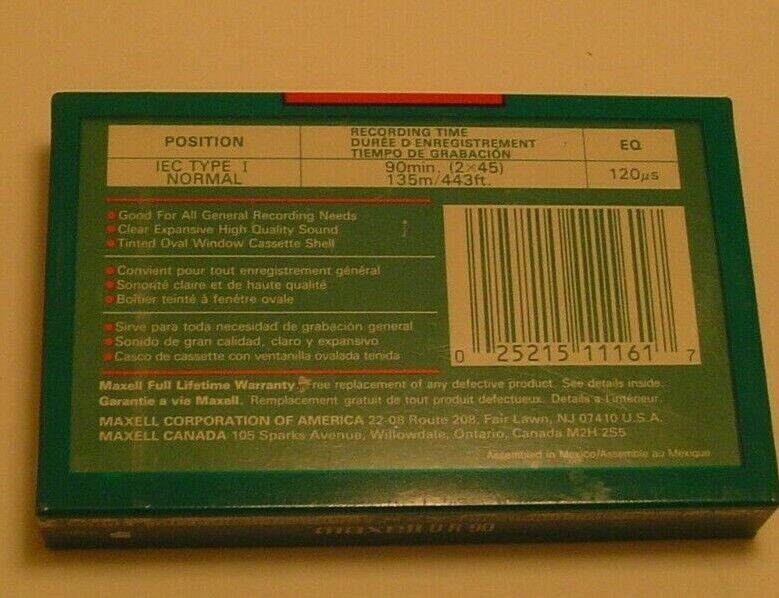 POSITION
RECORDING TIME
DURÉE D'ENREGISTREMENT
TIEMPO DE GRABACIÓN
EQ
IEC TYPE I
NORMAL
90min. (2×45)
135m/443ft.
120μs
Good For All General Recording Needs
Clear Expansive High Quality Sound
Tinted Oval Window Cassette Shell
Convient pour tout enregistrement général
Sonorité claire et de haute qualité
Boîtier teinté à fenêtre ovale
Sirve para toda necesidad de grabación general
Sonido de gran calidad, claro y expansivo
Casco de cassette con ventanilla ovalada tenida
0 25215 11161 7
Maxell Full Lifetime Warranty. Free replacement of any defective product. See details inside.
Garantie a vie Maxell. Remplacement gratuit de tout produit defectueux. Details a l'interieur.
MAXELL CORPORATION OF AMERICA 22-08 Route 208, Fair Lawn, NJ 07410 U.S.A.
MAXELL CANADA 105 Sparks Avenue, Willowdale, Ontario, Canada M2H 2S5
Assembled in Mexico/Assemble au Mexique
maxell UR 90